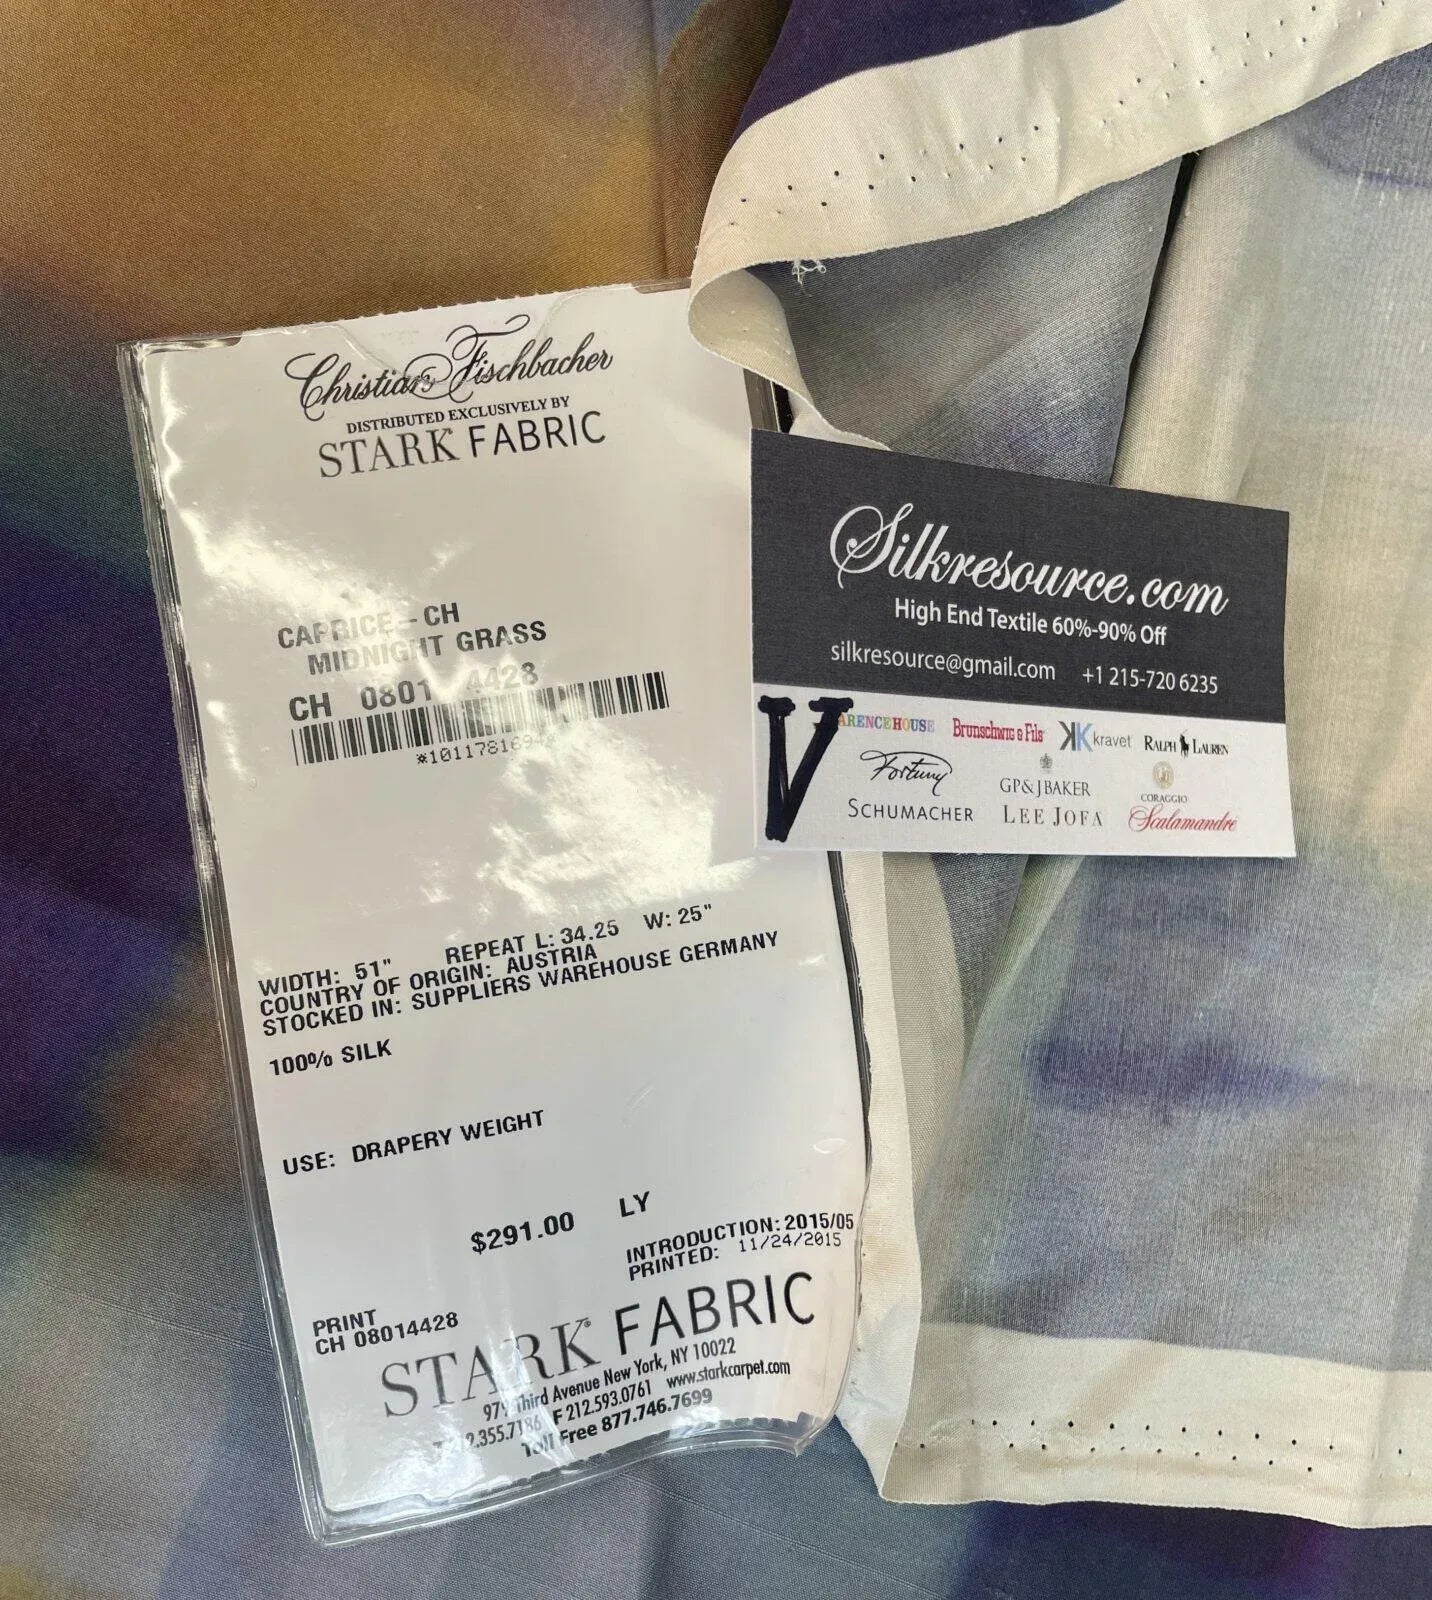 Christian Fischbacher
DISTRIBUTED EXCLUSIVELY BY
STARK FABRIC
CAPRICE - CH
MIDNIGHT GRASS
CH 0801 4428
WIDTH: 51" REPEAT L: 34.25 W: 25"
COUNTRY OF ORIGIN: AUSTRIA
STOCKED IN: SUPPLIERS WAREHOUSE GERMANY
100% SILK
USE: DRAPERY WEIGHT
$291.00 LY
INTRODUCTION: 2015/05
PRINTED: 11/24/2015
PRINT
CH 08014428
STARK FABRIC
Third Avenue New York, NY 10022
F 212.593.0761 www.starkcarpet.com
Toll Free 877.746.7699
Silkresource.com
High End Textile 60%-90% Off
silkresource@gmail.com +1 215-720 6235
V
ARENCE HOUSE Brunschwig & Fils kravet RALPH LAUREN
Fortuny GP & J BAKER CORAGGIO
SCHUMACHER LEE JOFA Scalamandré